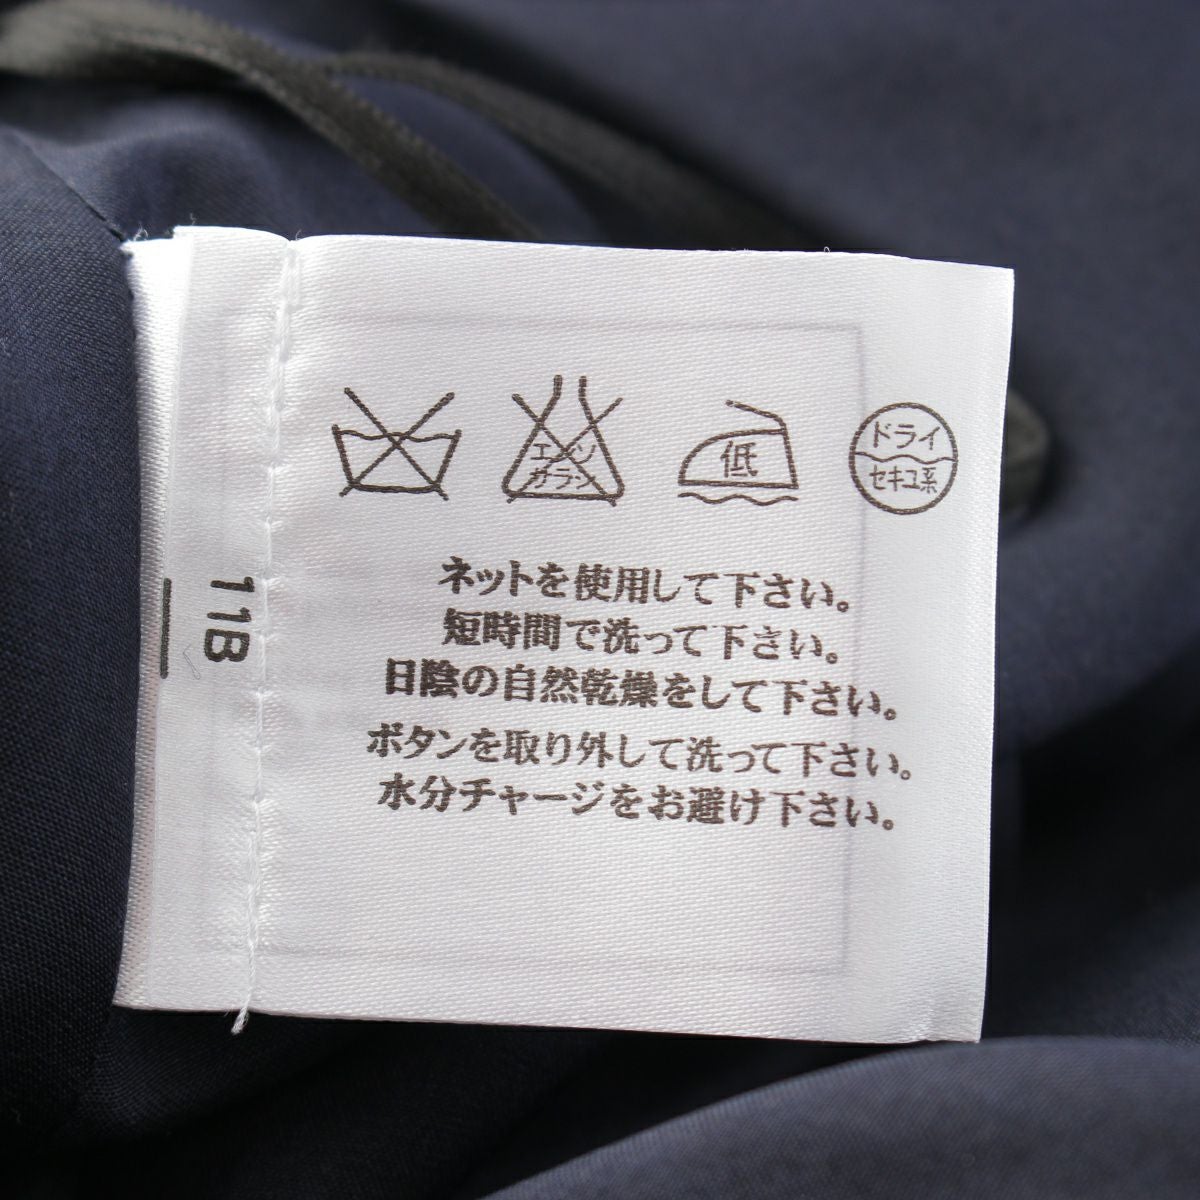 エンソ
サラシ
低
ドライ
セキユ系
ネットを使用して下さい。
短時間で洗って下さい。
日陰の自然乾燥をして下さい。
ボタンを取り外して洗って下さい。
水分チャージをお避け下さい。
11B